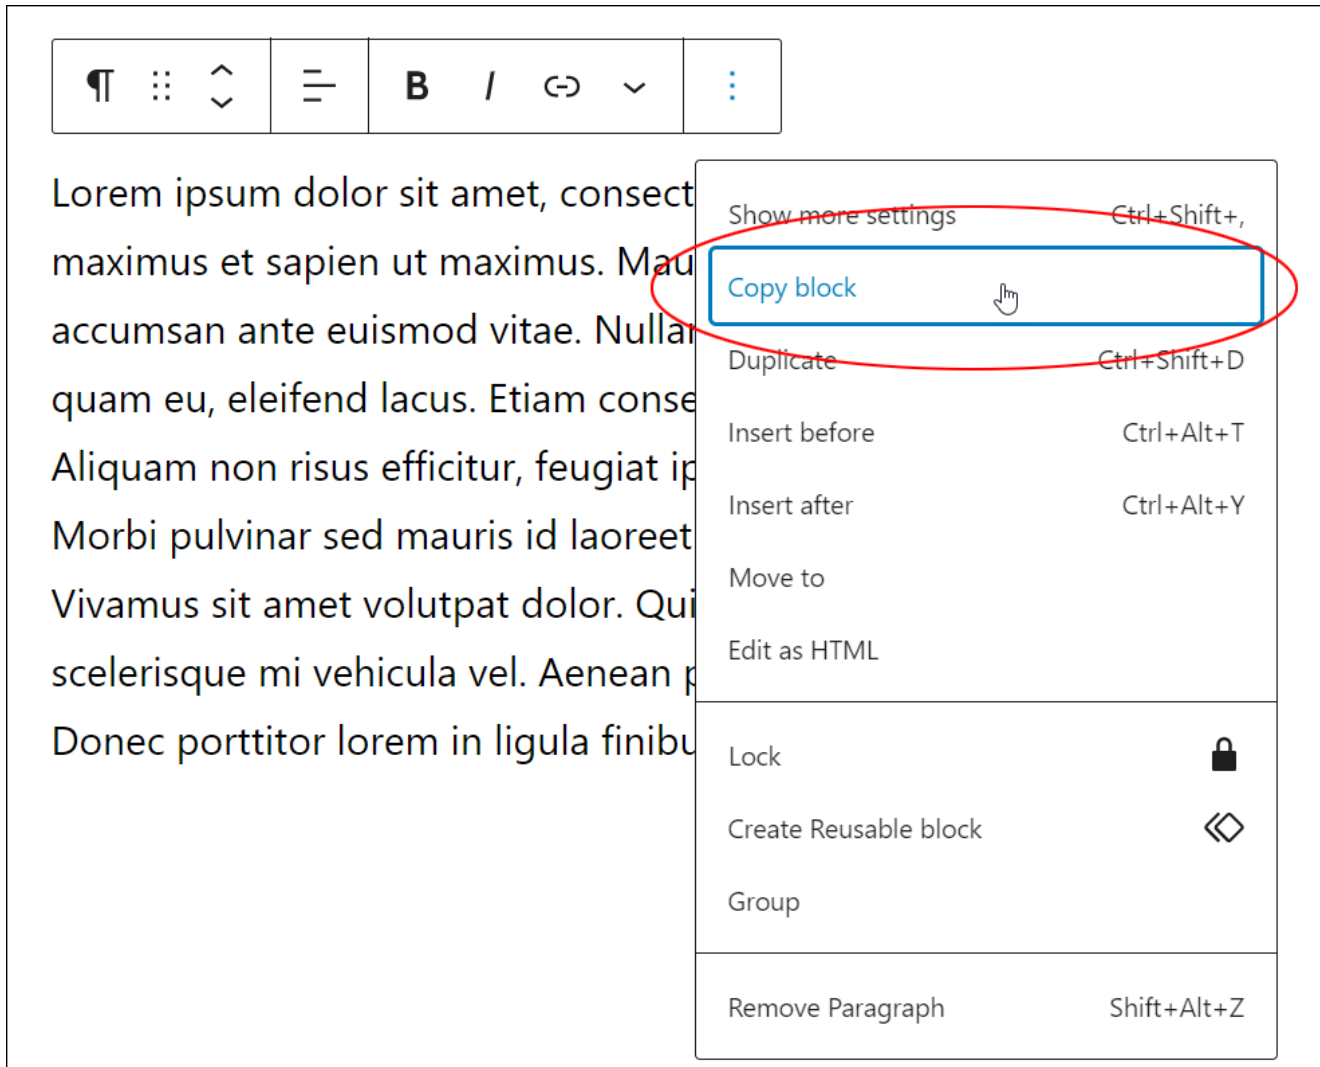 B I
Lorem ipsum dolor sit amet, consect
maximus et sapien ut maximus. Mau
accumsan ante euismod vitae. Nullar
quam eu, eleifend lacus. Etiam conse
Aliquam non risus efficitur, feugiat ip
Morbi pulvinar sed mauris id laoreet
Vivamus sit amet volutpat dolor. Qui
scelerisque mi vehicula vel. Aenean p
Donec porttitor lorem in ligula finibu
Show more settings Ctrl+Shift+,
Copy block
Duplicate Ctrl+Shift+D
Insert before Ctrl+Alt+T
Insert after Ctrl+Alt+Y
Move to
Edit as HTML
Lock
Create Reusable block
Group
Remove Paragraph Shift+Alt+Z